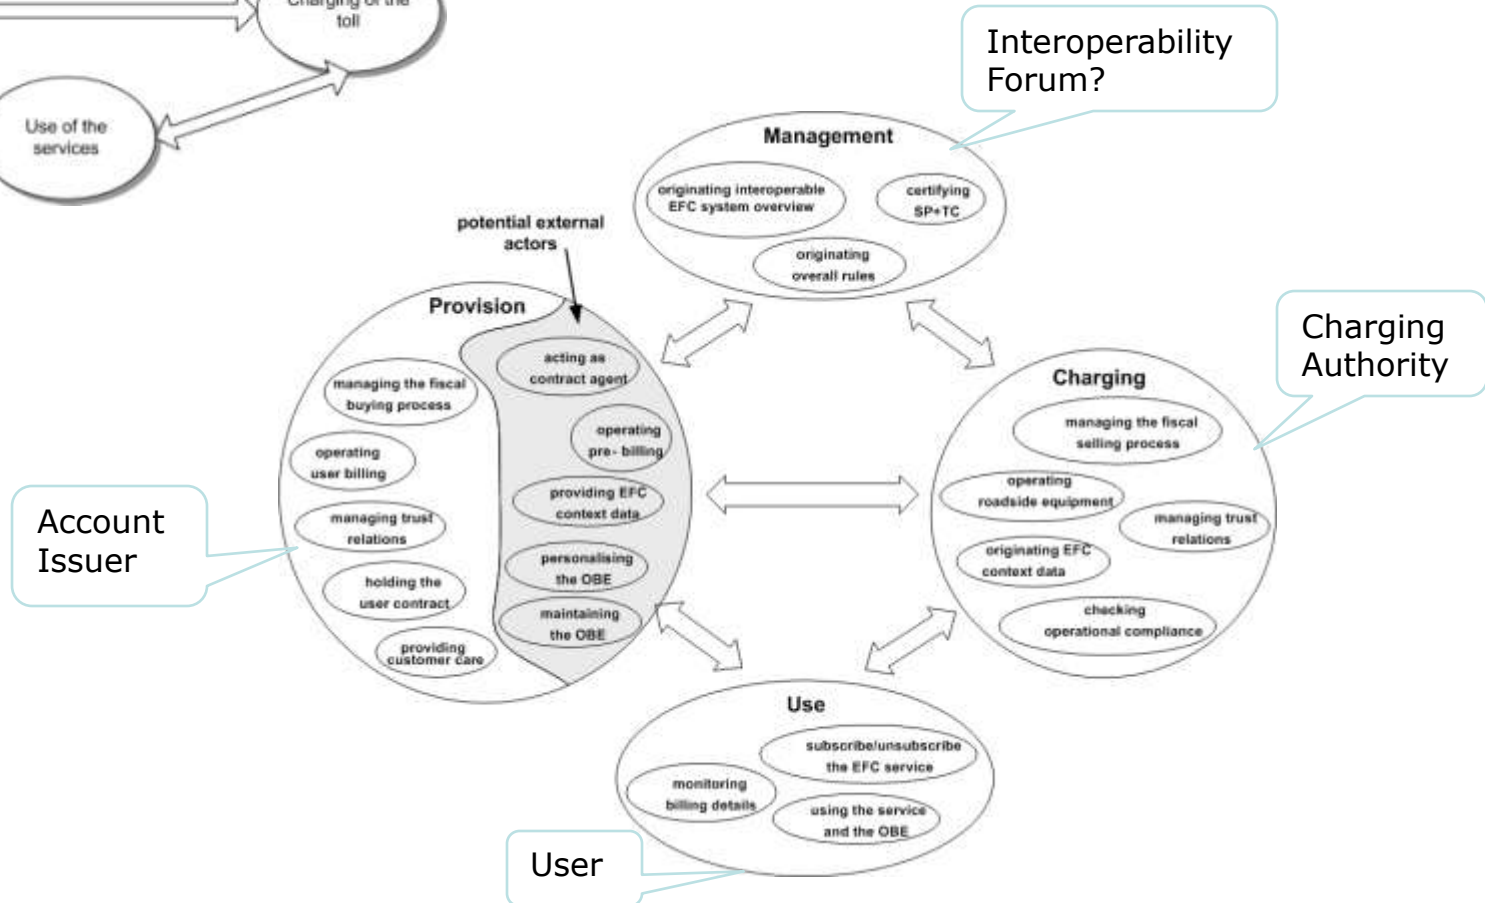 Charging of the
toll
Use of the
services
Interoperability
Forum?
Management
originating interoperable
EFC system overview
certifying
SP+TC
originating
overall rules
potential external
actors
Provision
managing the fiscal
buying process
operating
user billing
managing trust
relations
holding the
user contract
providing
customer care
acting as
contract agent
operating
pre- billing
providing EFC
context data
personalising
the OBE
maintaining
the OBE
Account
Issuer
Charging
Authority
Charging
managing the fiscal
selling process
operating
roadside equipment
managing trust
relations
originating EFC
context data
checking
operational compliance
Use
subscribe/unsubscribe
the EFC service
monitoring
billing details
using the service
and the OBE
User